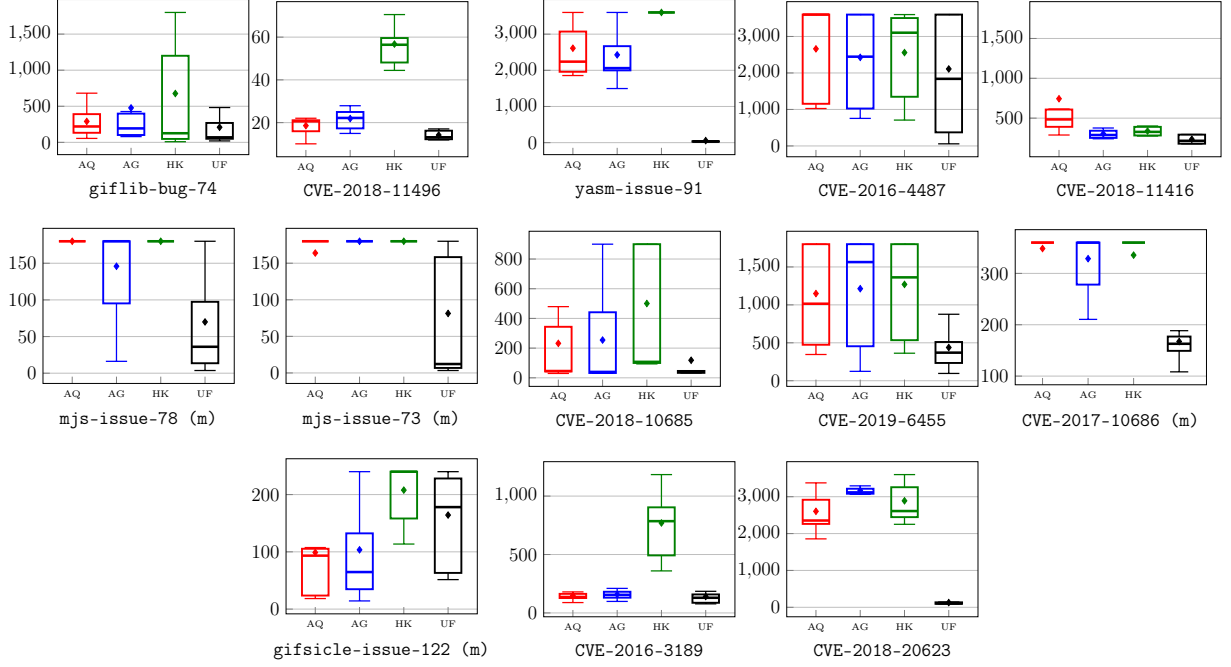 1,500
1,000
500
0
AQ AG HK UF
giflib-bug-74
60
40
20
AQ AG HK UF
CVE-2018-11496
3,000
2,000
1,000
0
AQ AG HK UF
yasm-issue-91
3,000
2,000
1,000
0
AQ AG HK UF
CVE-2016-4487
1,500
1,000
500
AQ AG HK UF
CVE-2018-11416
150
100
50
0
AQ AG HK UF
mjs-issue-78 (m)
150
100
50
0
AQ AG HK UF
mjs-issue-73 (m)
800
600
400
200
0
AQ AG HK UF
CVE-2018-10685
1,500
1,000
500
0
AQ AG HK UF
CVE-2019-6455
300
200
100
AQ AG HK
CVE-2017-10686 (m)
200
100
0
AQ AG HK UF
gifsicle-issue-122 (m)
1,000
500
0
AQ AG HK UF
CVE-2016-3189
3,000
2,000
1,000
0
AQ AG HK UF
CVE-2018-20623